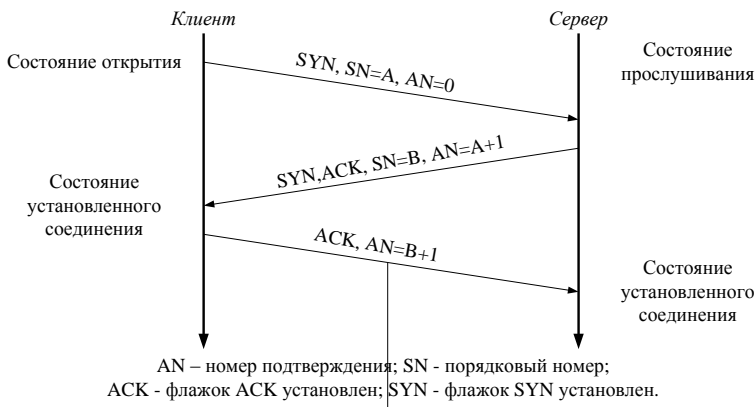 Клиент
Сервер
Состояние открытия
SYN, SN=A, AN=0
Состояние
прослушивания
SYN,ACK, SN=B, AN=A+1
Состояние
установленного
соединения
ACK, AN=B+1
Состояние
установленного
соединения
AN – номер подтверждения; SN - порядковый номер;
ACK - флажок ACK установлен; SYN - флажок SYN установлен.